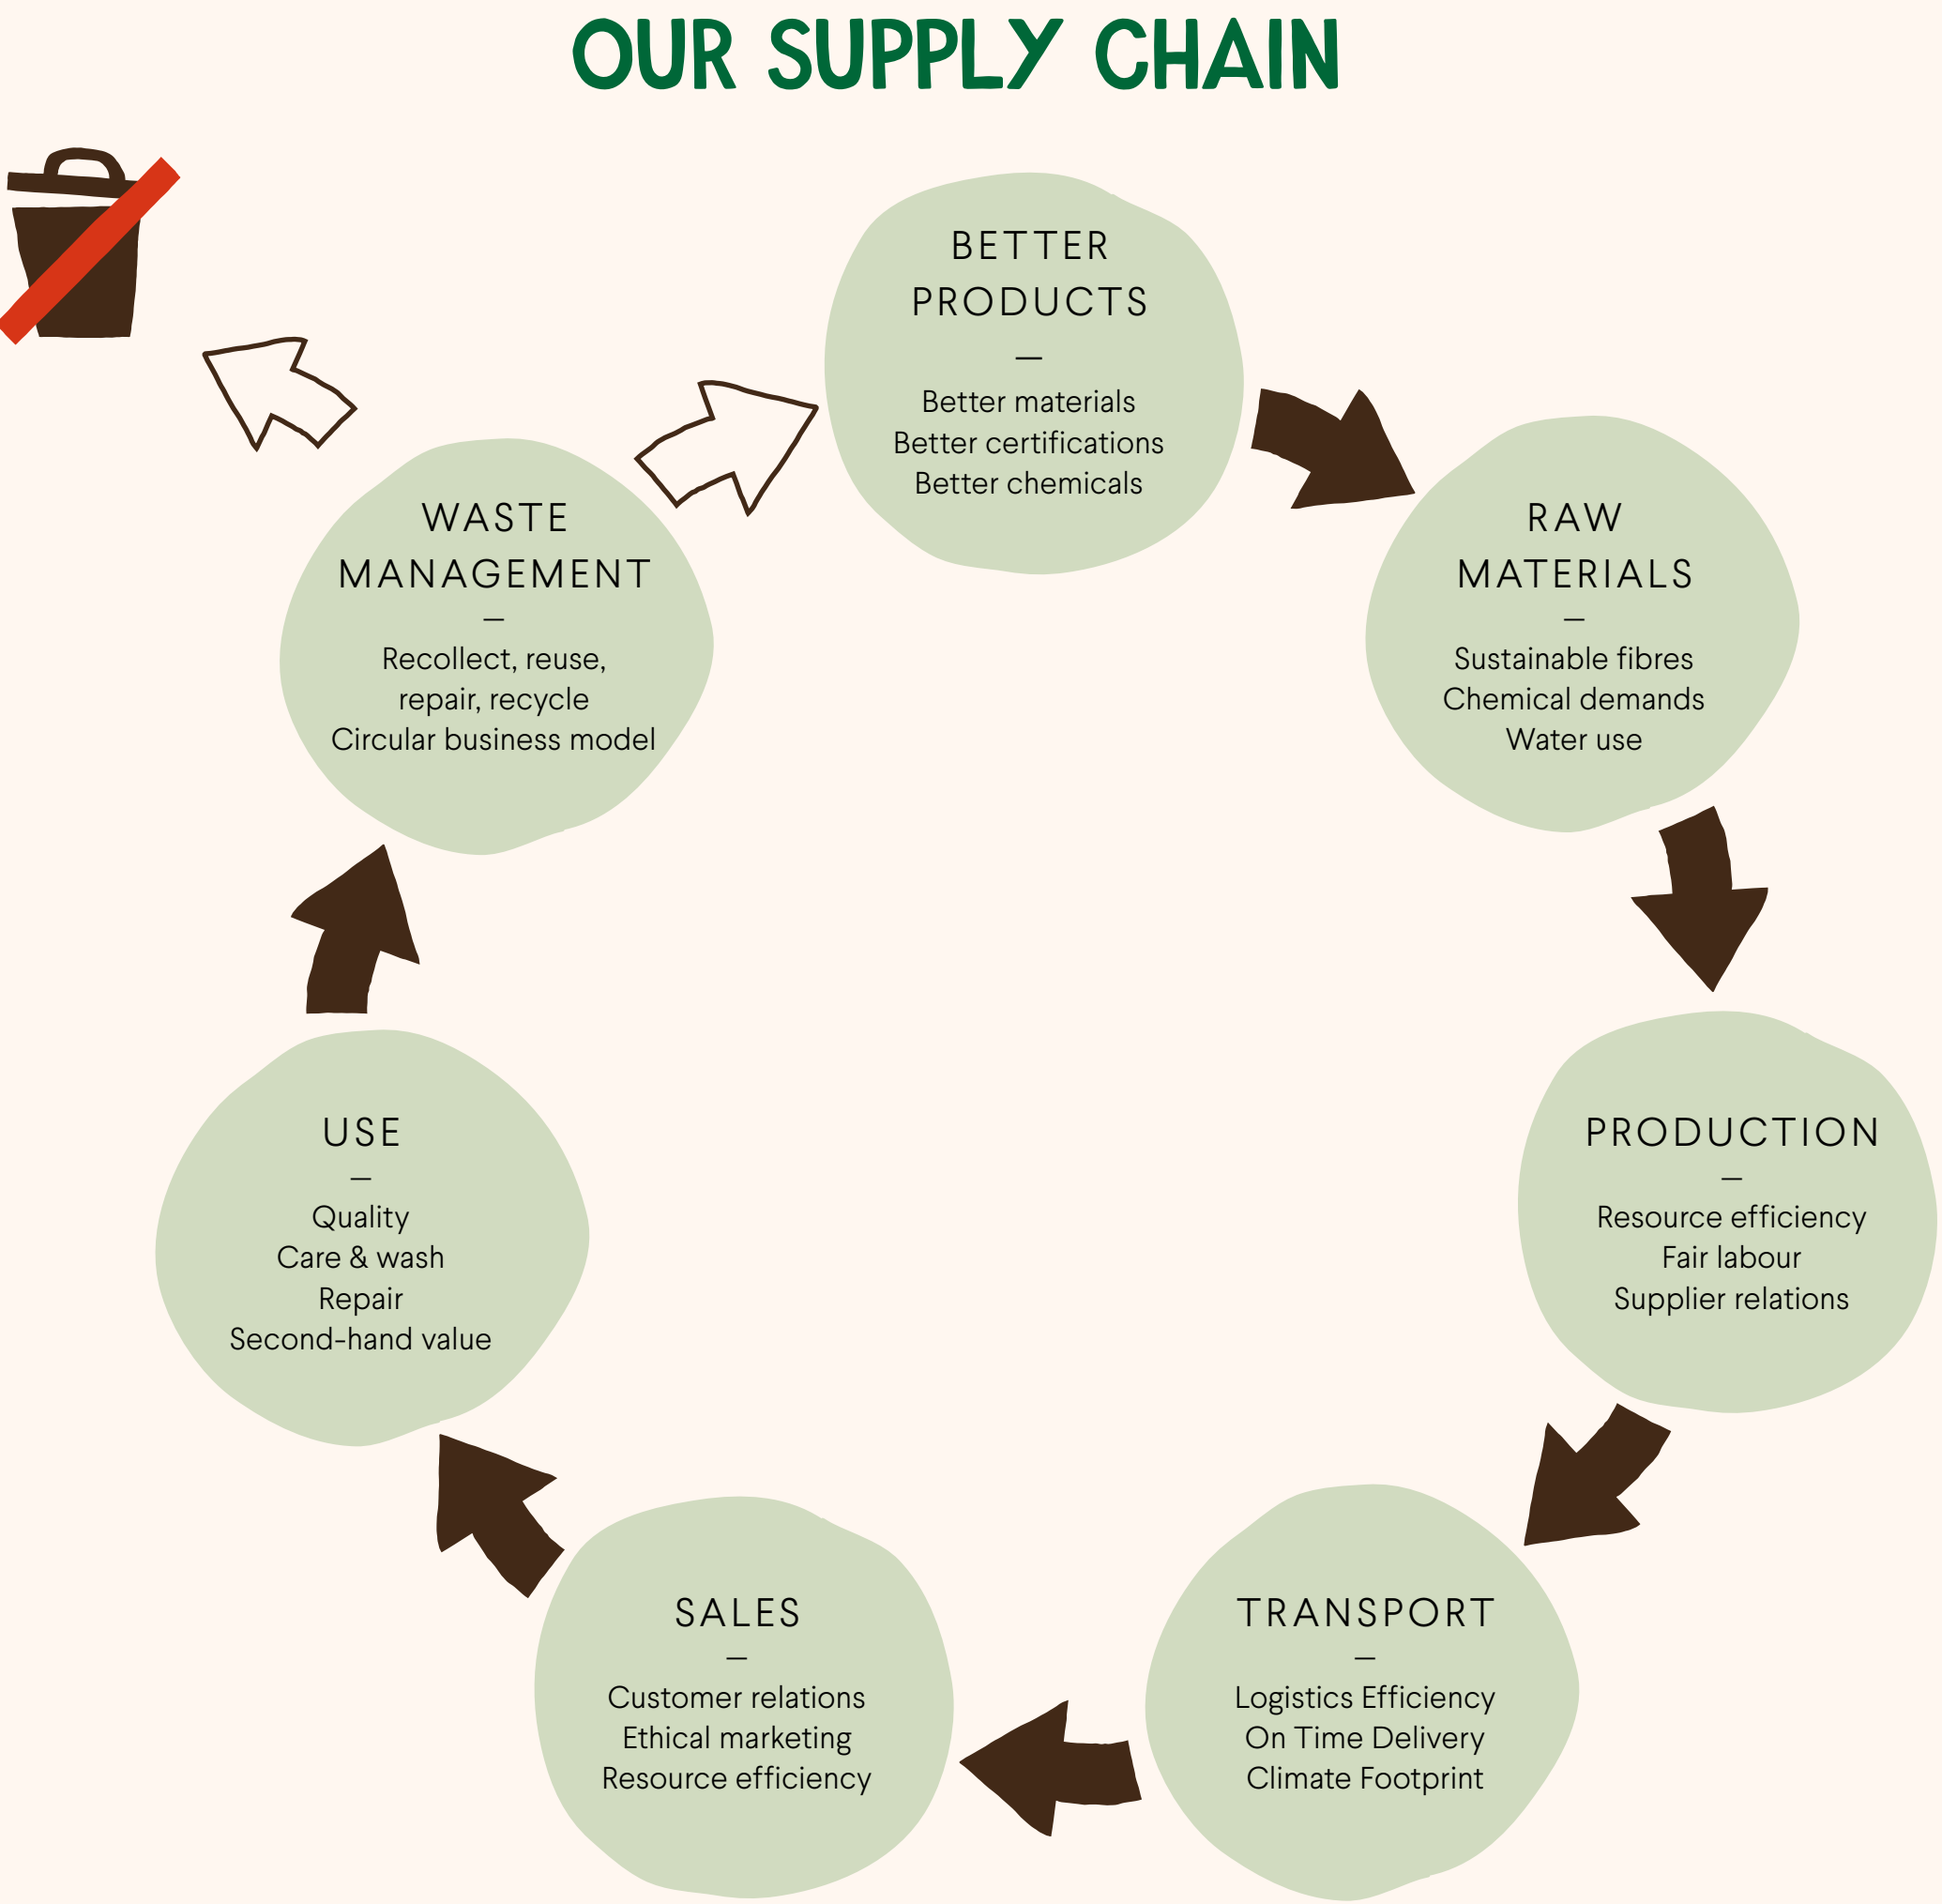 OUR SUPPLY CHAIN
BETTER
PRODUCTS
—
Better materials
Better certifications
Better chemicals
RAW
MATERIALS
—
Sustainable fibres
Chemical demands
Water use
PRODUCTION
—
Resource efficiency
Fair labour
Supplier relations
TRANSPORT
—
Logistics Efficiency
On Time Delivery
Climate Footprint
SALES
—
Customer relations
Ethical marketing
Resource efficiency
USE
—
Quality
Care & wash
Repair
Second-hand value
WASTE
MANAGEMENT
—
Recollect, reuse,
repair, recycle
Circular business model